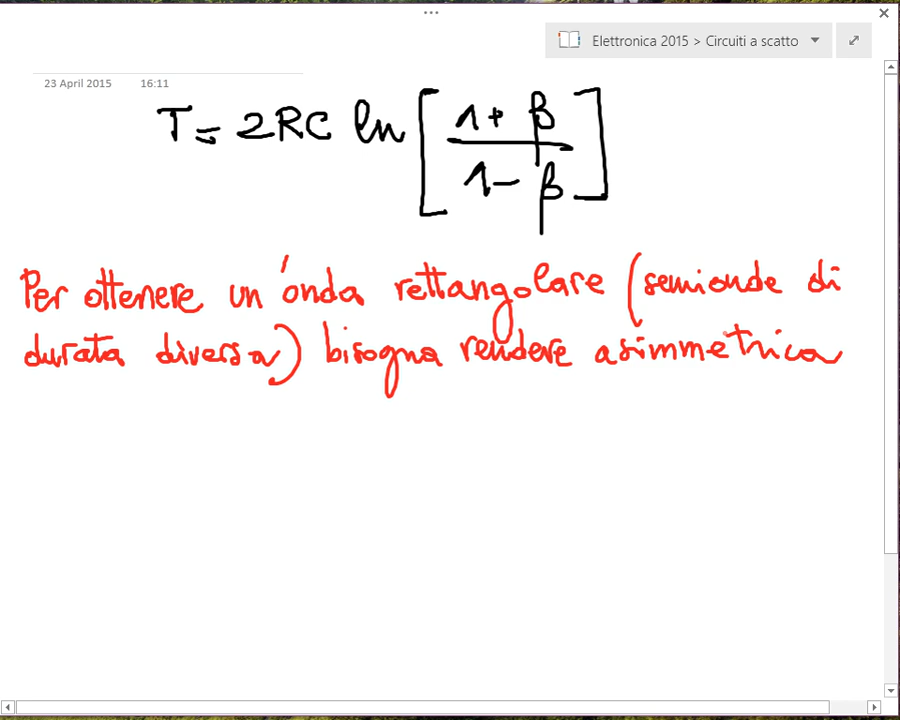 Elettronica 2015 > Circuiti a scatto
23 April 2015 16:11
T = 2RC ln [ (1 + β) / (1 - β) ]
Per ottenere un'onda rettangolare (semionde di
durata diversa) bisogna rendere asimmetrica